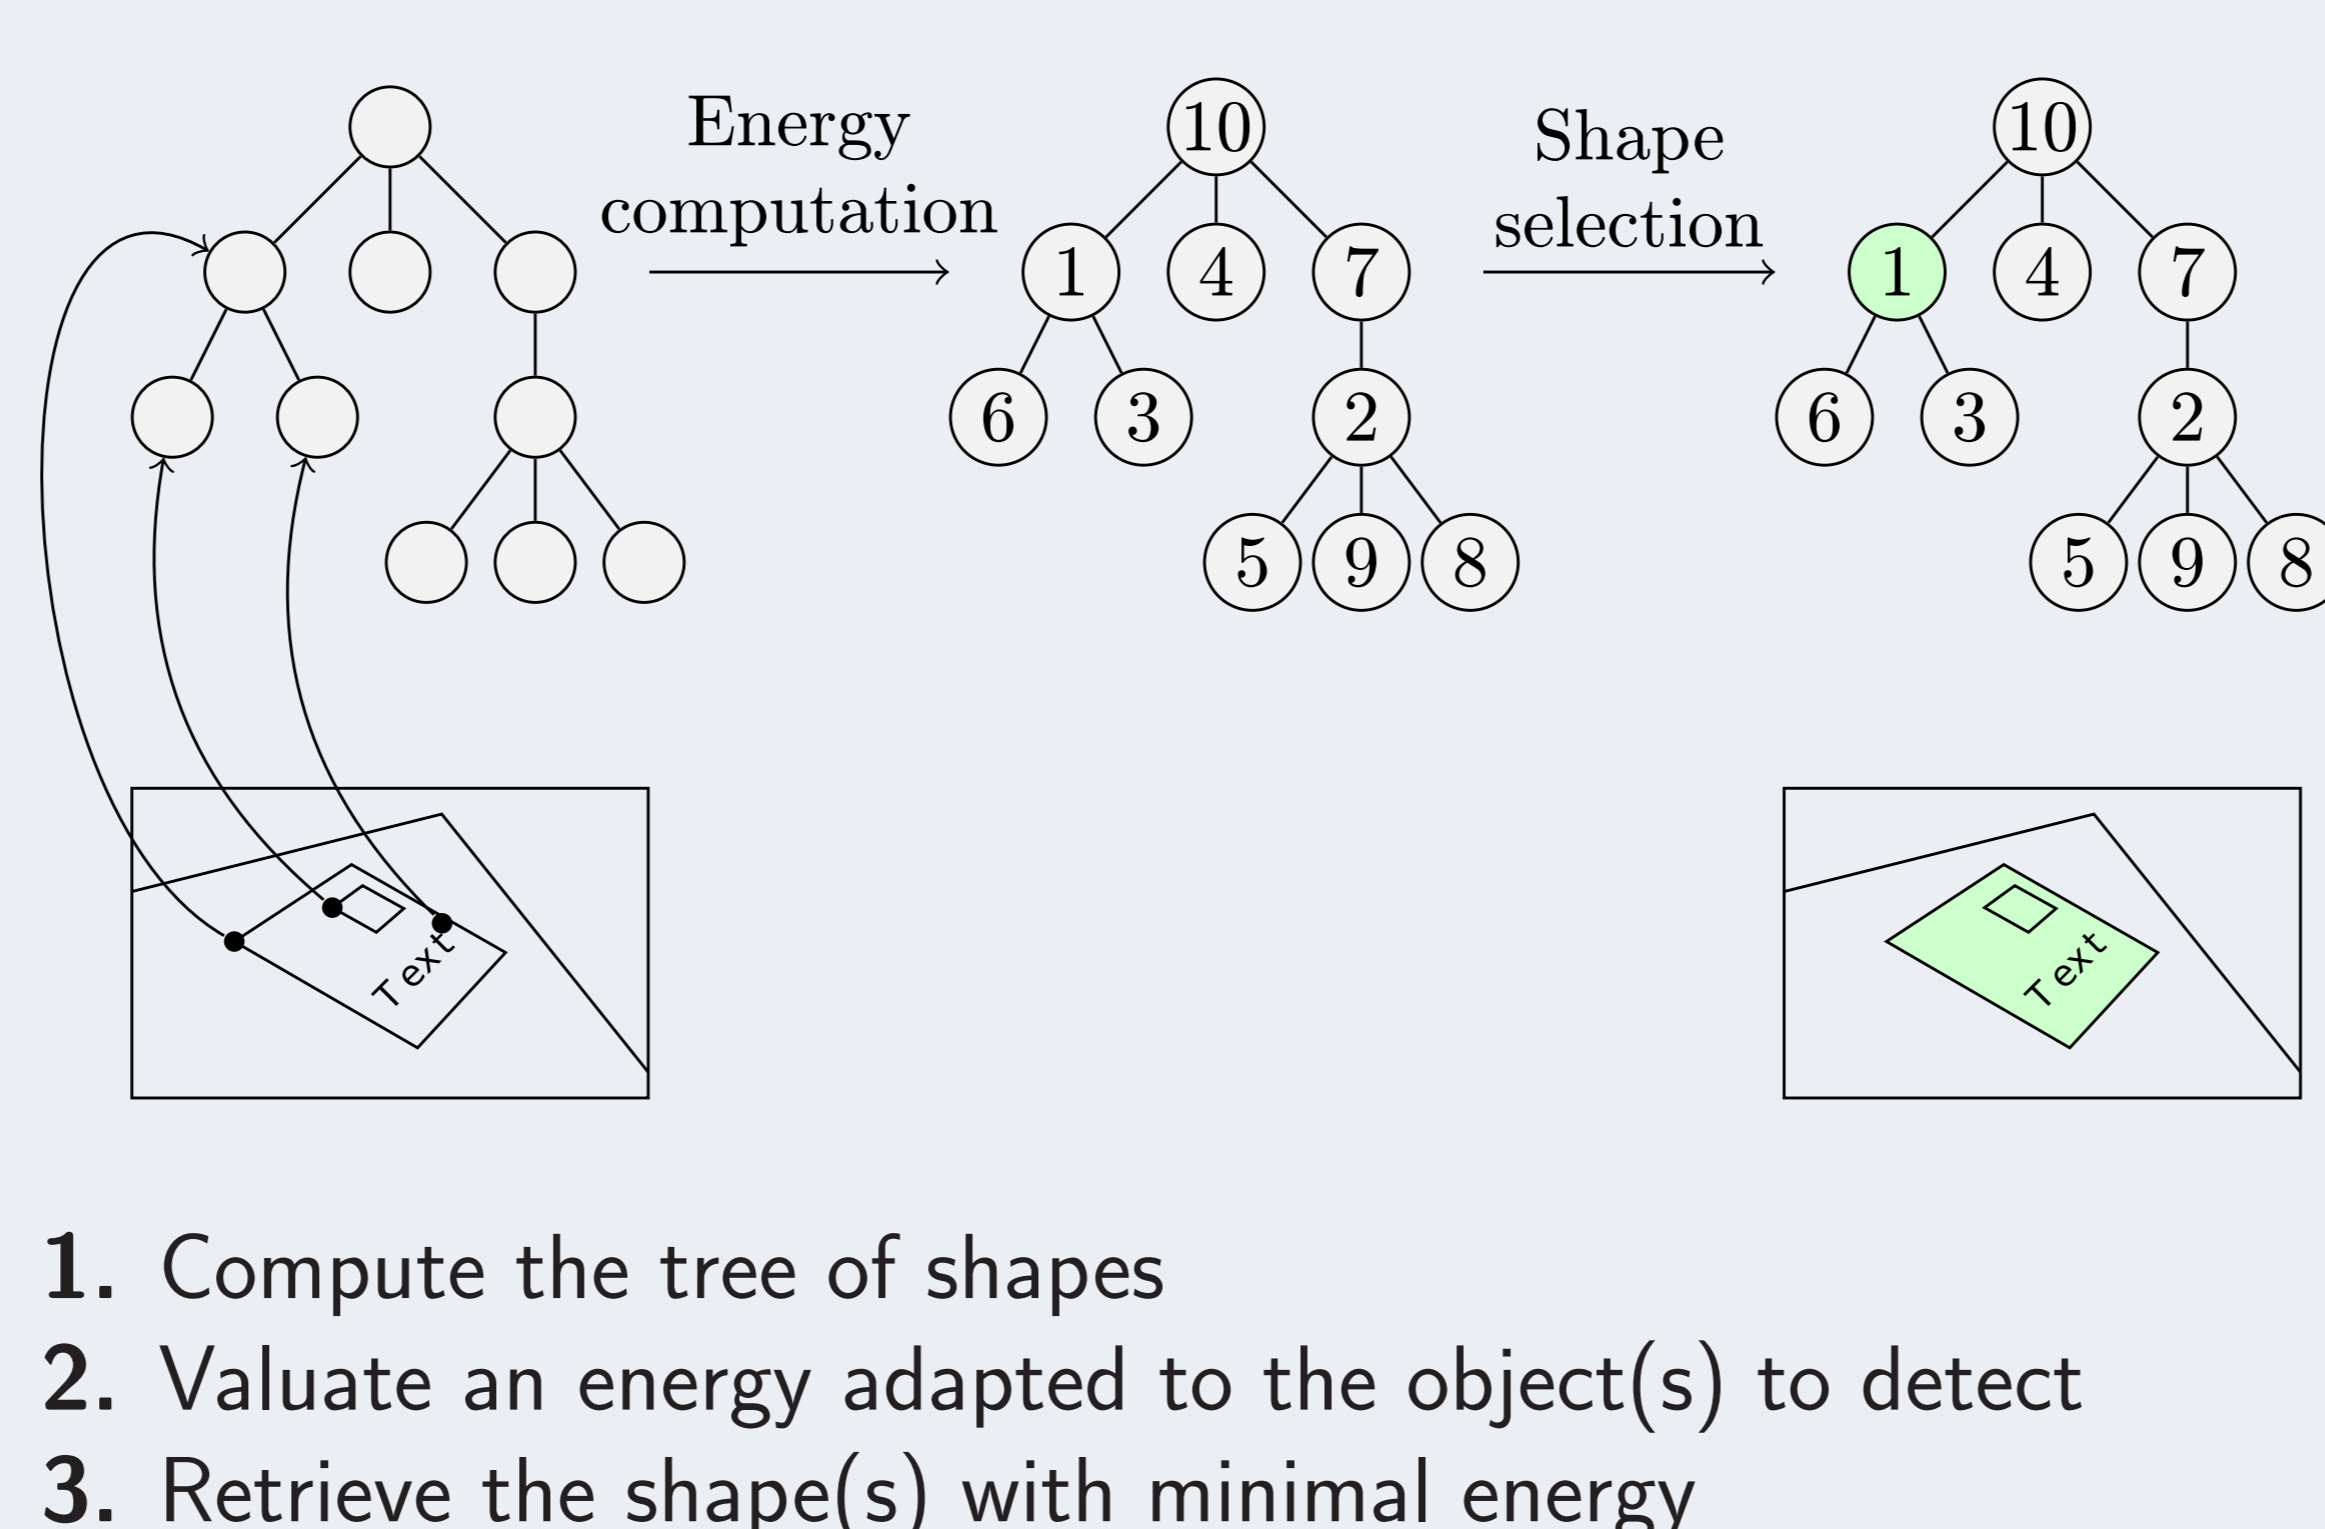 Energy
computation
Shape
selection
10
1 4 7
6 3 2
5 9 8
10
1 4 7
6 3 2
5 9 8
Text
Text
1. Compute the tree of shapes
2. Valuate an energy adapted to the object(s) to detect
3. Retrieve the shape(s) with minimal energy